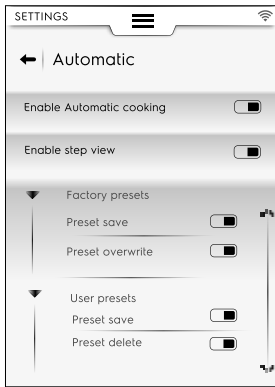 SETTINGS
Automatic
Enable Automatic cooking
Enable step view
Factory presets
Preset save
Preset overwrite
User presets
Preset save
Preset delete